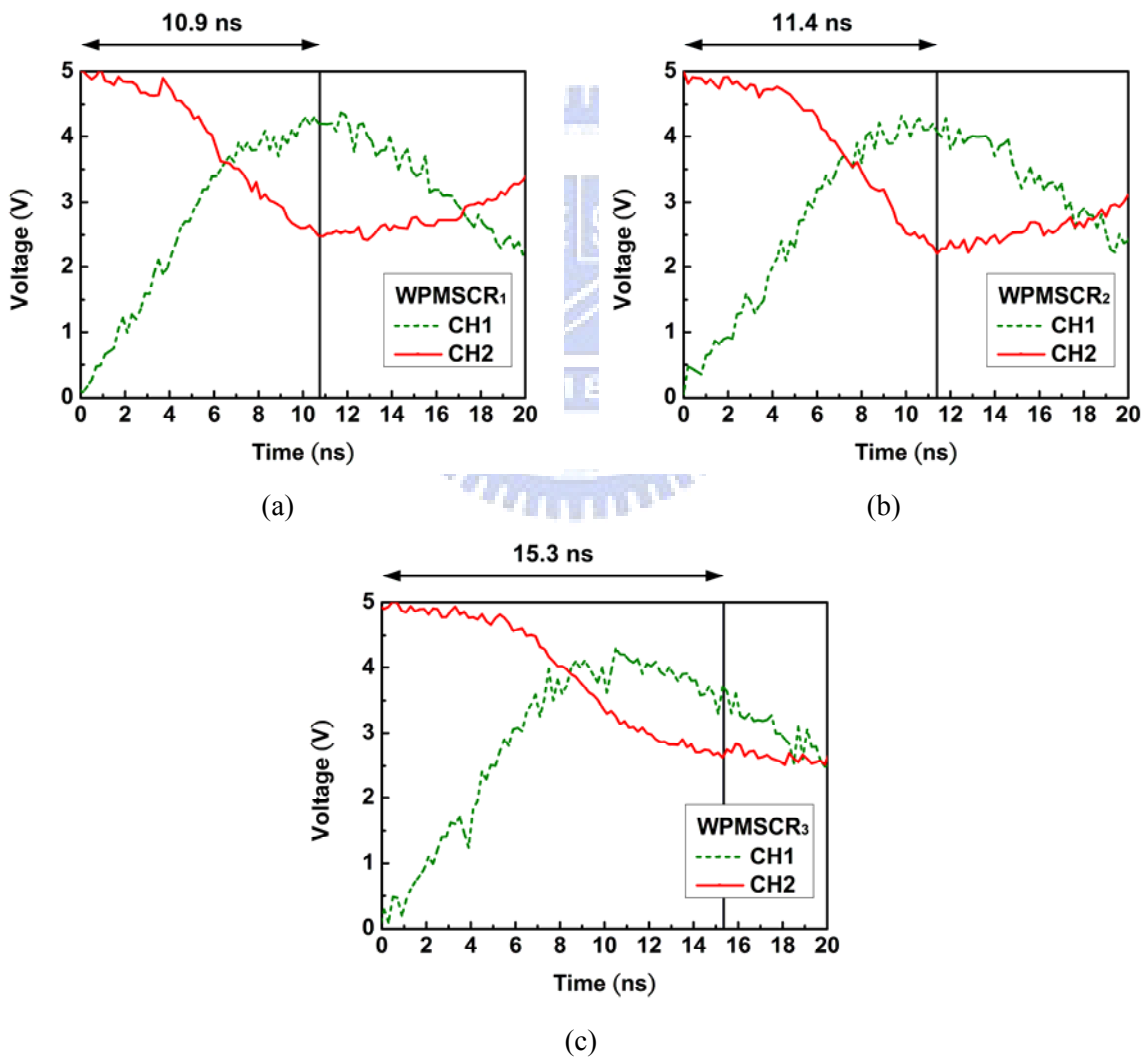 10.9 ns
5
4
3
2
1
0
Voltage (V)
0 2 4 6 8 10 12 14 16 18 20
Time (ns)
WPMSCR1
CH1
CH2
(a)
11.4 ns
5
4
3
2
1
0
Voltage (V)
0 2 4 6 8 10 12 14 16 18 20
Time (ns)
WPMSCR2
CH1
CH2
(b)
15.3 ns
5
4
3
2
1
0
Voltage (V)
0 2 4 6 8 10 12 14 16 18 20
Time (ns)
WPMSCR3
CH1
CH2
(c)